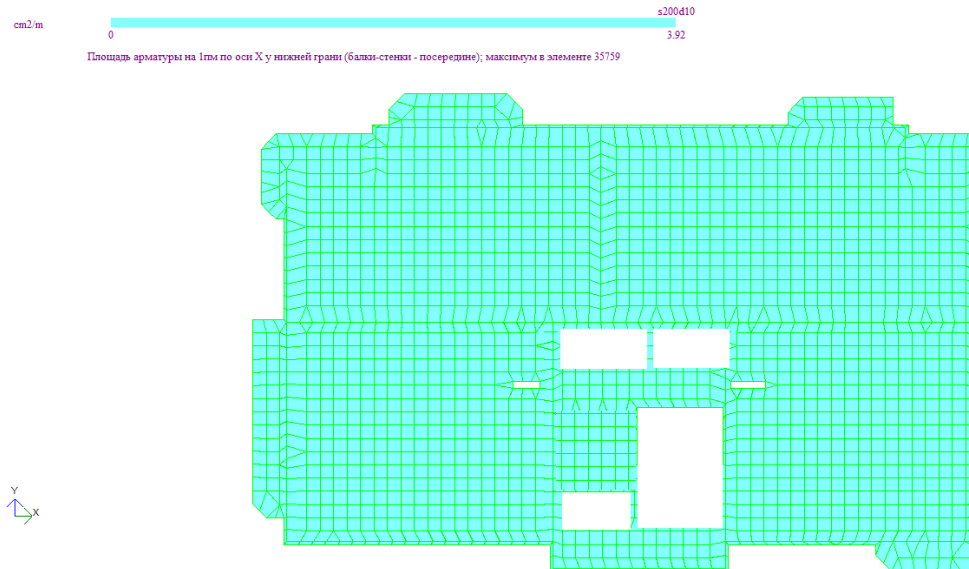 s200d10
cm2/m
0 3.92
Площадь арматуры на 1пм по оси X у нижней грани (балки-стенки - посередине); максимум в элементе 35759
Y
X